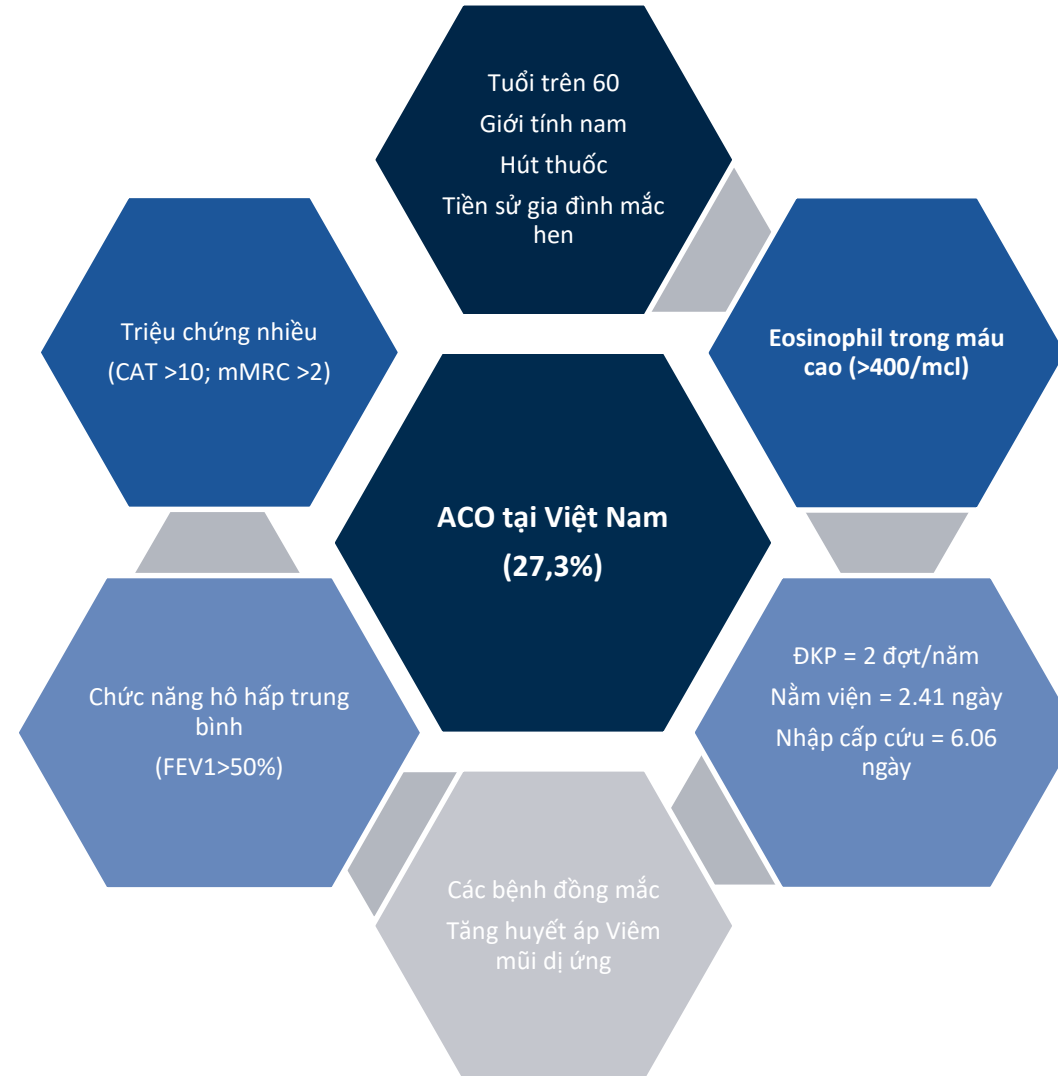 Tuổi trên 60
Giới tính nam
Hút thuốc
Tiền sử gia đình mắc
hen
Triệu chứng nhiều
(CAT >10; mMRC >2)
Eosinophil trong máu
cao (>400/mcl)
ACO tại Việt Nam
(27,3%)
Chức năng hô hấp trung
bình
(FEV1>50%)
ĐKP = 2 đợt/năm
Nằm viện = 2.41 ngày
Nhập cấp cứu = 6.06
ngày
Các bệnh đồng mắc
Tăng huyết áp Viêm
mũi dị ứng